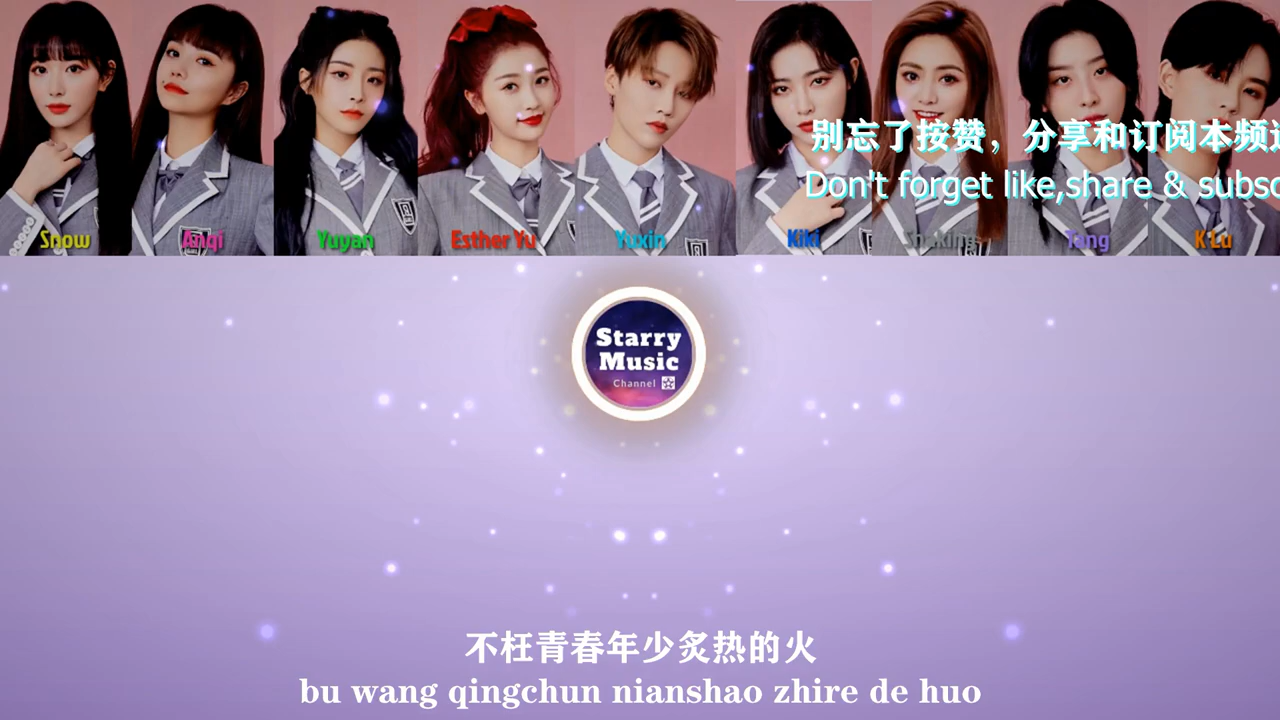 别忘了按赞，分享和订阅本频
Don't forget like,share & subsc
Snow
Anqi
Yuyan
Esther Yu
Yuxin
Kiki
Shaking
Tang
K Lu
Starry
Music
Channel
不枉青春年少炙热的火
bu wang qingchun nianshao zhire de huo